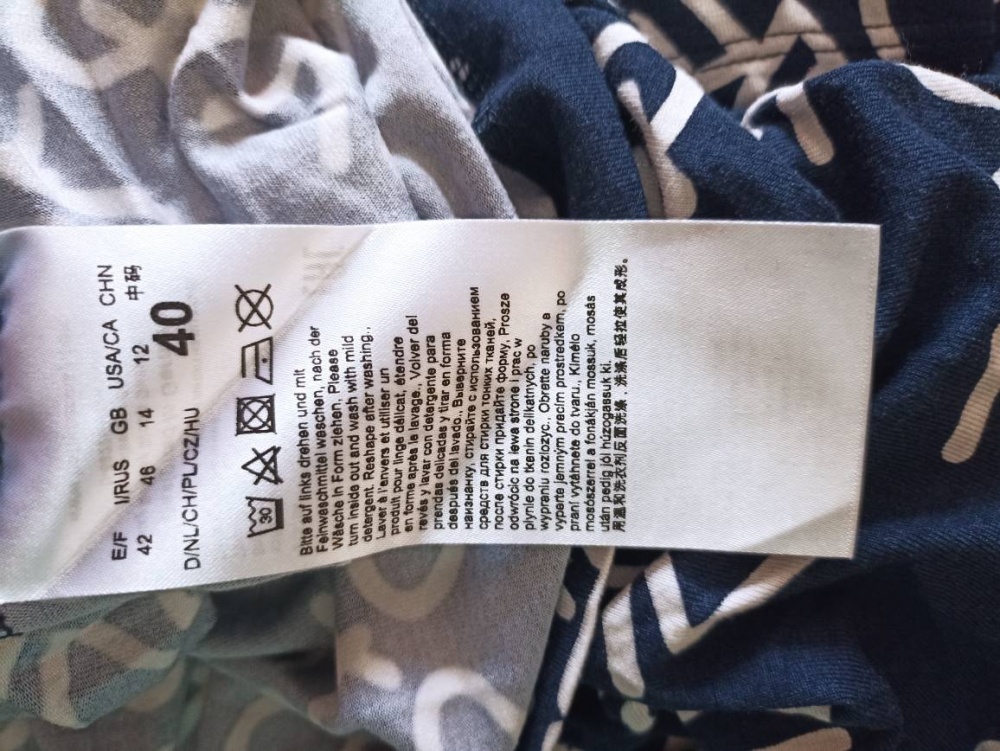 E/F I/RUS GB USA/CA CHN
42 46 14 12 中码
D/NL/CH/PL/CZ/HU 40
30
Bitte auf links drehen und mit
Feinwaschmittel waschen, nach der
Wäsche in Form ziehen, Please
turn inside out and wash with mild
detergent. Reshape after washing.,
Laver à l'envers et utiliser un
produit pour linge délicat, étendre
en forme après le lavage., Volver del
revés y lavar con detergente para
prendas delicadas y tirar en forma
después del lavado., Выверните
наизнанку, стирайте с использованием
средств для стирки тонких тканей,
после стирки придайте форму, Prosze
odwrócic na lewa strone i prac w
plynie do tkanin delikatnych, po
wypraniu rozlozyc, Obratte naruby a
vyperte jemným pracím prostredkem, po
praní vytáhnete do tvaru., Kímélo
mososzerrel a fonákján mossuk, mosás
után pedig jól húzogassuk ki,
用温和洗衣剂反面洗涤，洗涤后轻拉使其成形。